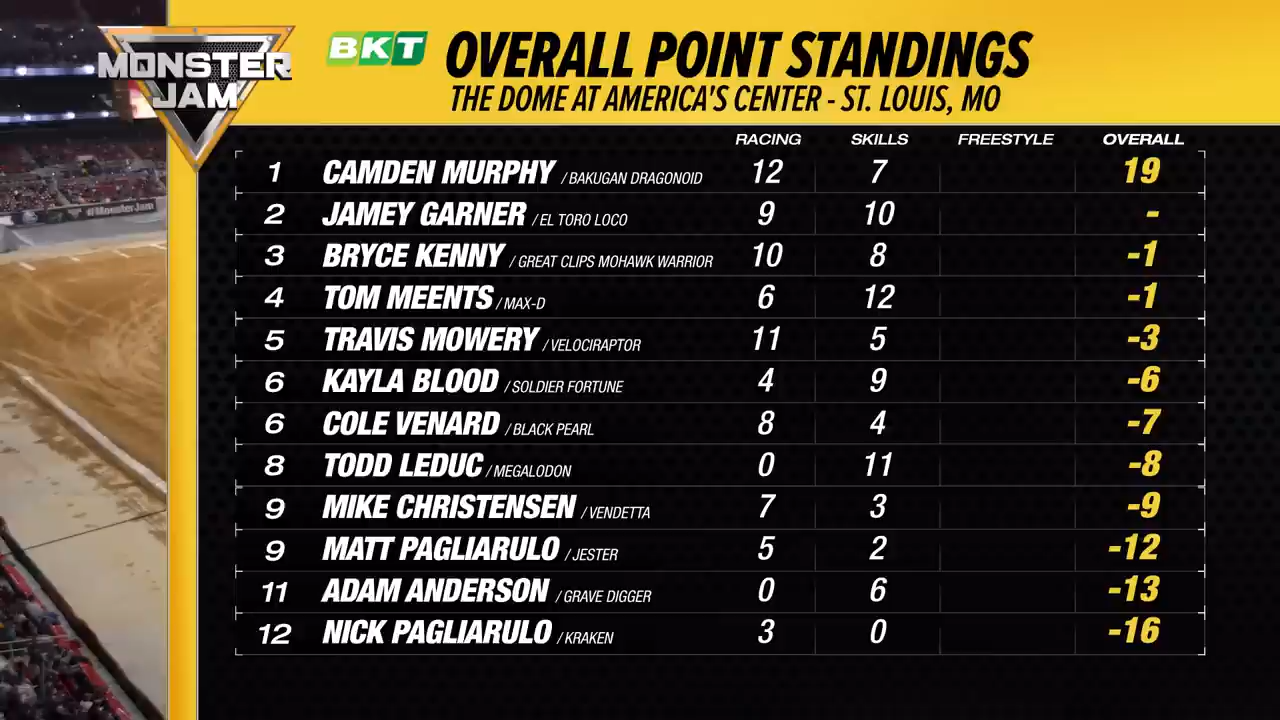 MONSTER JAM
BKT
OVERALL POINT STANDINGS
THE DOME AT AMERICA'S CENTER - ST. LOUIS, MO
RACING SKILLS FREESTYLE OVERALL
1 CAMDEN MURPHY / BAKUGAN DRAGONOID 12 7 19
2 JAMEY GARNER / EL TORO LOCO 9 10 -
3 BRYCE KENNY / GREAT CLIPS MOHAWK WARRIOR 10 8 -1
4 TOM MEENTS / MAX-D 6 12 -1
5 TRAVIS MOWERY / VELOCIRAPTOR 11 5 -3
6 KAYLA BLOOD / SOLDIER FORTUNE 4 9 -6
6 COLE VENARD / BLACK PEARL 8 4 -7
8 TODD LEDUC / MEGALODON 0 11 -8
9 MIKE CHRISTENSEN / VENDETTA 7 3 -9
9 MATT PAGLIARULO / JESTER 5 2 -12
11 ADAM ANDERSON / GRAVE DIGGER 0 6 -13
12 NICK PAGLIARULO / KRAKEN 3 0 -16
#MonsterJam